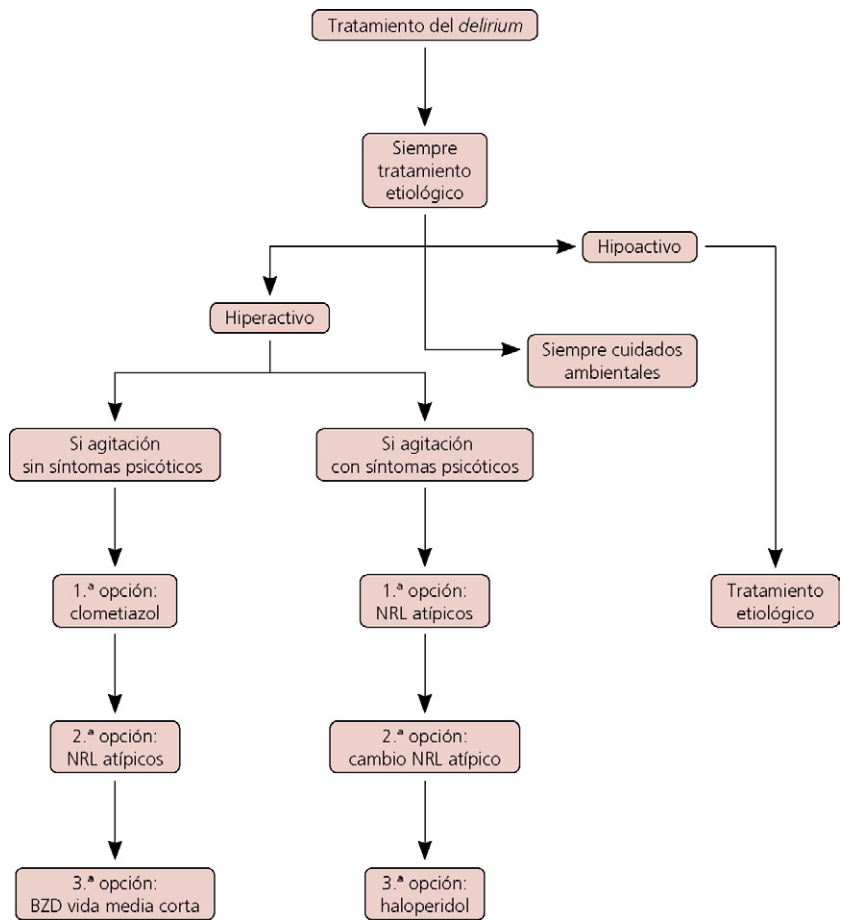 Tratamiento del delirium
Siempre
tratamiento
etiológico
Hipoactivo
Hiperactivo
Siempre cuidados
ambientales
Si agitación
sin síntomas psicóticos
Si agitación
con síntomas psicóticos
1.ª opción:
clometiazol
1.ª opción:
NRL atípicos
Tratamiento
etiológico
2.ª opción:
NRL atípicos
2.ª opción:
cambio NRL atípico
3.ª opción:
BZD vida media corta
3.ª opción:
haloperidol